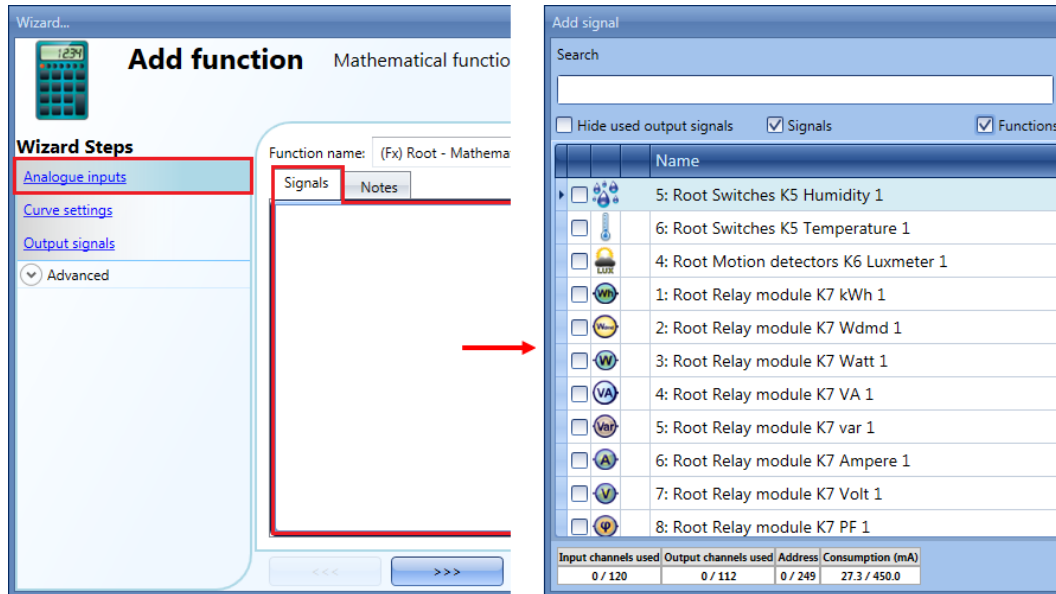 Wizard...
1234
Add function Mathematical functio
Wizard Steps
Analogue inputs
Curve settings
Output signals
Advanced
Function name: (Fx) Root - Mathema
Signals Notes
<<< >>>
Add signal
Search
Hide used output signals Signals Functions
Name
5: Root Switches K5 Humidity 1
6: Root Switches K5 Temperature 1
LUX 4: Root Motion detectors K6 Luxmeter 1
Wh 1: Root Relay module K7 kWh 1
2: Root Relay module K7 Wdmd 1
W 3: Root Relay module K7 Watt 1
VA 4: Root Relay module K7 VA 1
Var 5: Root Relay module K7 var 1
A 6: Root Relay module K7 Ampere 1
V 7: Root Relay module K7 Volt 1
φ 8: Root Relay module K7 PF 1
Input channels used Output channels used Address Consumption (mA)
0 / 120 0 / 112 0 / 249 27.3 / 450.0